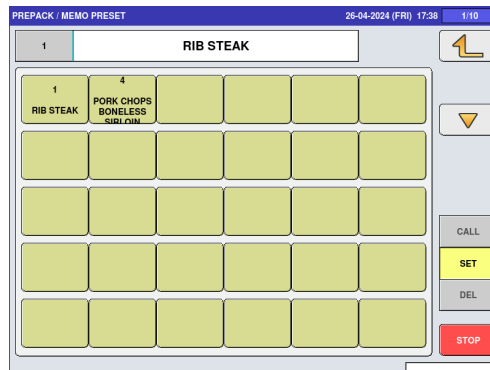 PREPACK / MEMO PRESET 26-04-2024 (FRI) 17:38 1/10
1 RIB STEAK
1
RIB STEAK
4
PORK CHOPS
BONELESS
SIRLOIN
CALL
SET
DEL
STOP